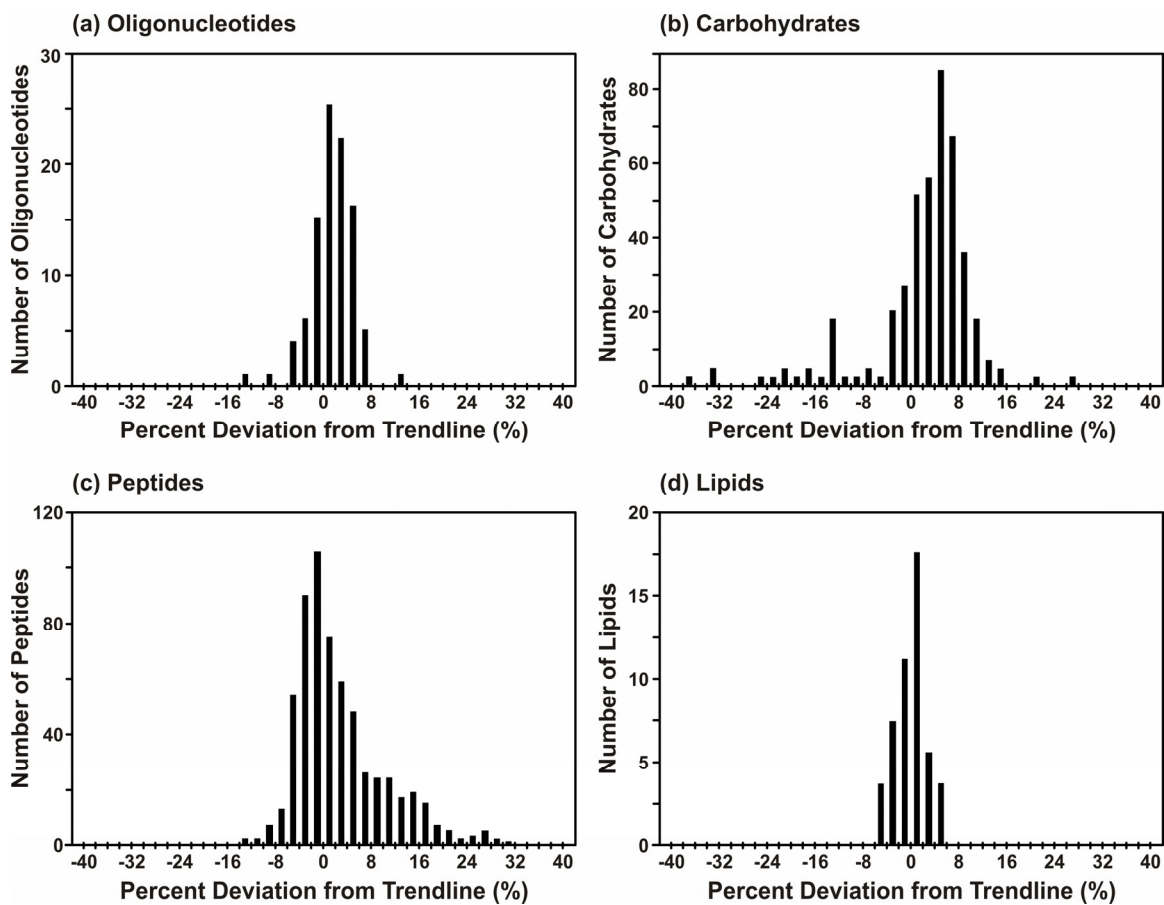 (a) Oligonucleotides
Number of Oligonucleotides
30
20
10
0
-40 -32 -24 -16 -8 0 8 16 24 32 40
Percent Deviation from Trendline (%)
(b) Carbohydrates
Number of Carbohydrates
80
60
40
20
0
-40 -32 -24 -16 -8 0 8 16 24 32 40
Percent Deviation from Trendline (%)
(c) Peptides
Number of Peptides
120
80
40
0
-40 -32 -24 -16 -8 0 8 16 24 32 40
Percent Deviation from Trendline (%)
(d) Lipids
Number of Lipids
20
15
10
5
0
-40 -32 -24 -16 -8 0 8 16 24 32 40
Percent Deviation from Trendline (%)